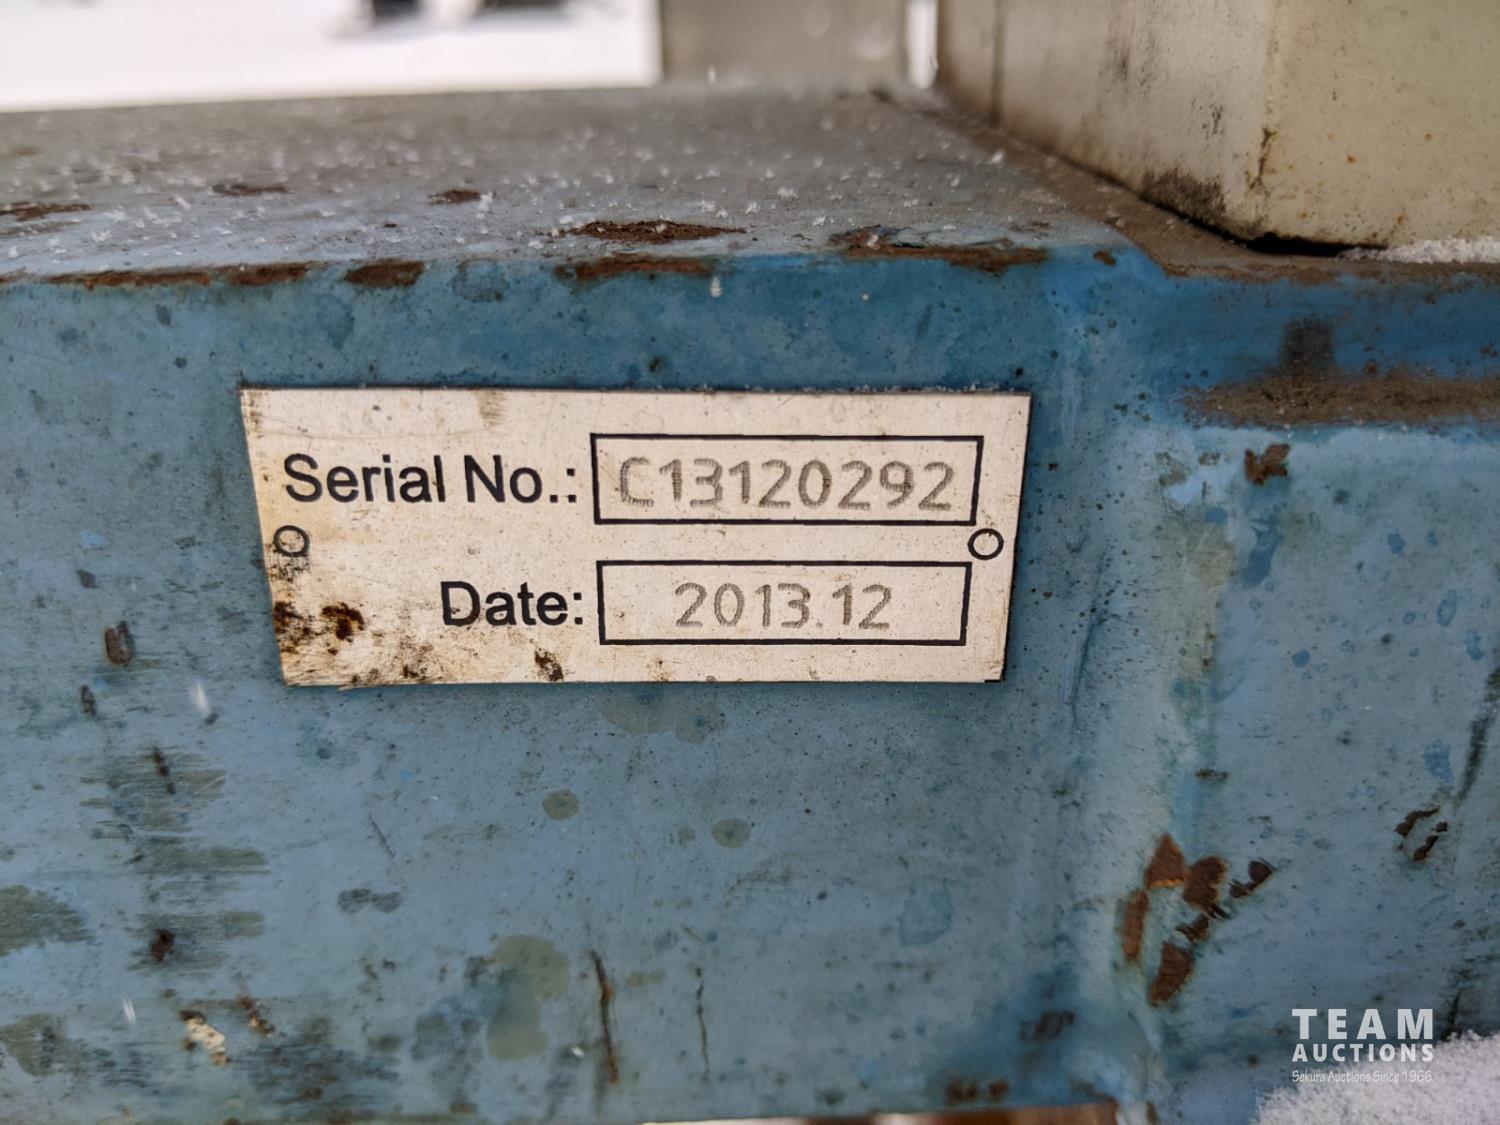 Serial No.: C13120292
Date: 2013.12
TEAM
AUCTIONS
Sekura Auctions Since 1966